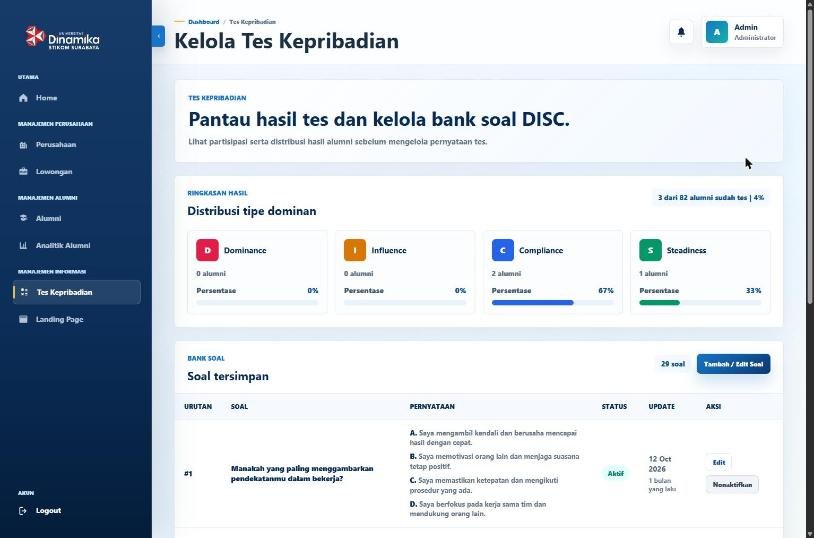 UNIVERSITAS
Dinamika
STIKOM SURABAYA
UTAMA
Home
MANAJEMEN PERUSAHAAN
Perusahaan
Lowongan
MANAJEMEN ALUMNI
Alumni
Analitik Alumni
MANAJEMEN INFORMASI
Tes Kepribadian
Landing Page
AKUN
Logout
Dashboard / Tes Kepribadian
Kelola Tes Kepribadian
A
Admin
Administrator
TES KEPRIBADIAN
Pantau hasil tes dan kelola bank soal DISC.
Lihat partisipasi serta distribusi hasil alumni sebelum mengelola pernyataan tes.
RINGKASAN HASIL
Distribusi tipe dominan
3 dari 82 alumni sudah tes | 4%
D Dominance
0 alumni
Persentase 0%
I Influence
0 alumni
Persentase 0%
C Compliance
2 alumni
Persentase 67%
S Steadiness
1 alumni
Persentase 33%
BANK SOAL
Soal tersimpan
29 soal
Tambah / Edit Soal
URUTAN SOAL PERNYATAAN STATUS UPDATE AKSI
#1
Manakah yang paling menggambarkan
pendekatanmu dalam bekerja?
A. Saya mengambil kendali dan berusaha mencapai
hasil dengan cepat.
B. Saya memotivasi orang lain dan menjaga suasana
tetap positif.
C. Saya memastikan ketepatan dan mengikuti
prosedur yang ada.
D. Saya berfokus pada kerja sama tim dan
mendukung orang lain.
Aktif
12 Oct
2026
1 bulan
yang lalu
Edit
Nonaktifkan